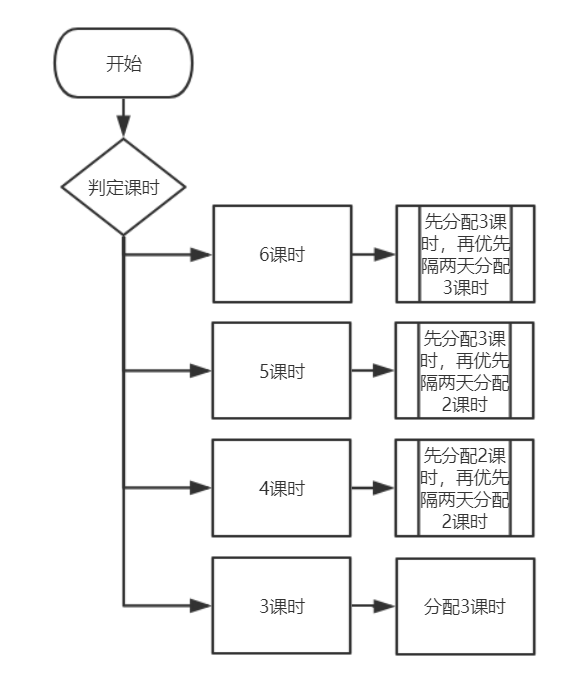 开始
判定课时
6课时
先分配3课
时，再优先
隔两天分配
3课时
5课时
先分配3课
时，再优先
隔两天分配
2课时
4课时
先分配2课
时，再优先
隔两天分配
2课时
3课时
分配3课时